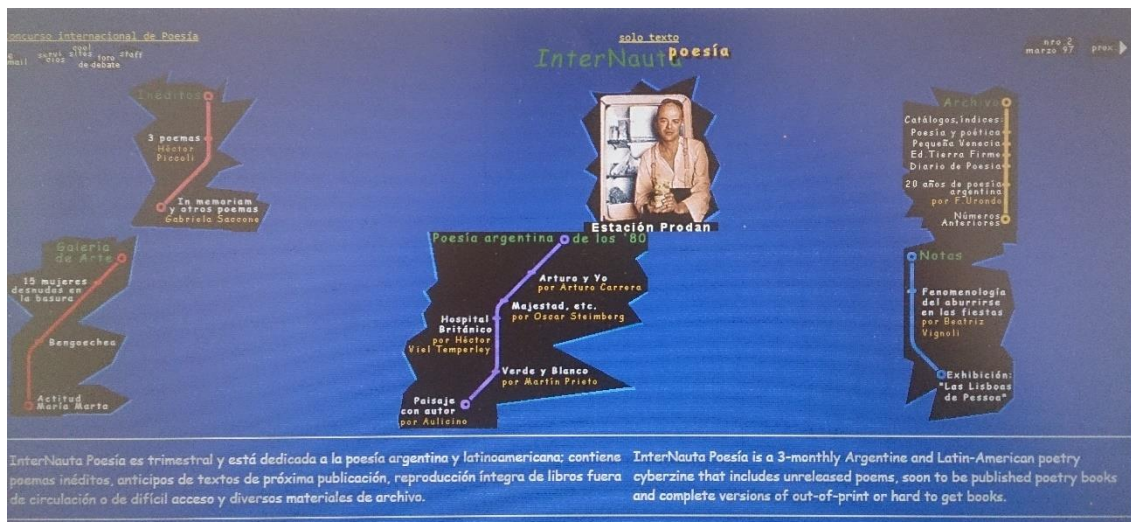 oncurso internacional de Poesía
e mail
servicios
cool sites
foro de debate
staff
solo texto
InterNauta poesía
nro 2
marzo 97
prox.
Inéditos
3 poemas
Héctor
Piccoli
In memoriam
y otros poemas
Gabriela Saccone
Galería
de Arte
15 mujeres
desnudas en
la basura
Bengoechea
Actitud
María Marta
Estación Prodan
Poesía argentina de los '80
Arturo y Yo
por Arturo Carrera
Majestad, etc.
por Oscar Steimberg
Hospital
Británico
por Héctor
Viel Temperley
Verde y Blanco
por Martín Prieto
Paisaje
con autor
por Aulicino
Archivo
Catálogos, índices:
Poesía y poética
Pequeña Venecia
Ed. Tierra Firme
Diario de Poesía
20 años de poesía
argentina
por F. Urondo
Números
Anteriores
Notas
Fenomenología
del aburrirse
en las fiestas
por Beatriz
Vignoli
Exhibición:
"Las Lisboas
de Pessoa"
InterNauta Poesía es trimestral y está dedicada a la poesía argentina y latinoamericana; contiene
poemas inéditos, anticipos de textos de próxima publicación, reproducción íntegra de libros fuera
de circulación o de difícil acceso y diversos materiales de archivo.
InterNauta Poesía is a 3-monthly Argentine and Latin-American poetry
cyberzine that includes unreleased poems, soon to be published poetry books
and complete versions of out-of-print or hard to get books.